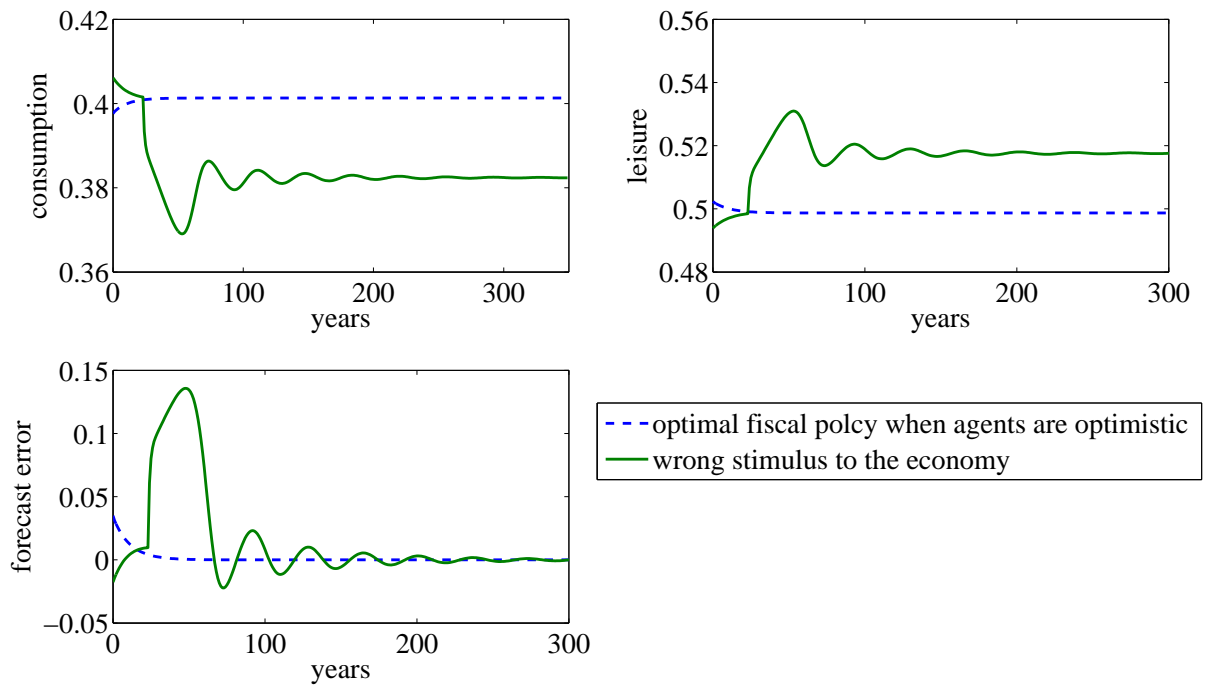 0.42
0.4
0.38
0.36
consumption
0 100 200 300
years
0.56
0.54
0.52
0.5
0.48
leisure
0 100 200 300
years
0.15
0.1
0.05
0
−0.05
forecast error
0 100 200 300
years
optimal fiscal polcy when agents are optimistic
wrong stimulus to the economy